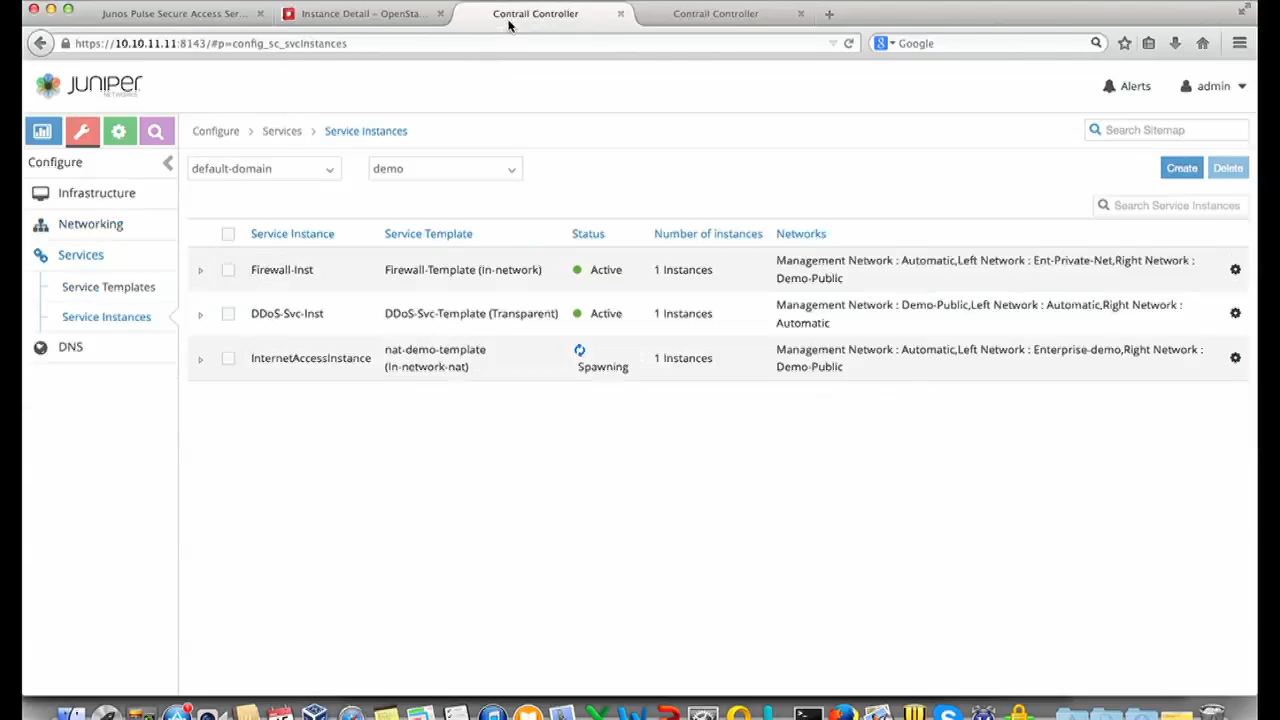 Junos Pulse Secure Access Ser...
Instance Detail – OpenSta...
Contrail Controller
Contrail Controller
https://10.10.11.11:8143/#p=config_sc_svcInstances
Google
JUNIPER
NETWORKS
Alerts
admin
Configure > Services > Service Instances
Search Sitemap
Configure
default-domain
demo
Create
Delete
Infrastructure
Search Service Instances
Networking
Service Instance
Service Template
Status
Number of instances
Networks
Services
Firewall-Inst
Firewall-Template (in-network)
Active
1 Instances
Management Network : Automatic,Left Network : Ent-Private-Net,Right Network :
Demo-Public
Service Templates
Service Instances
DDoS-Svc-Inst
DDoS-Svc-Template (Transparent)
Active
1 Instances
Management Network : Demo-Public,Left Network : Automatic,Right Network :
Automatic
DNS
InternetAccessInstance
nat-demo-template
(in-network-nat)
Spawning
1 Instances
Management Network : Automatic,Left Network : Enterprise-demo,Right Network :
Demo-Public